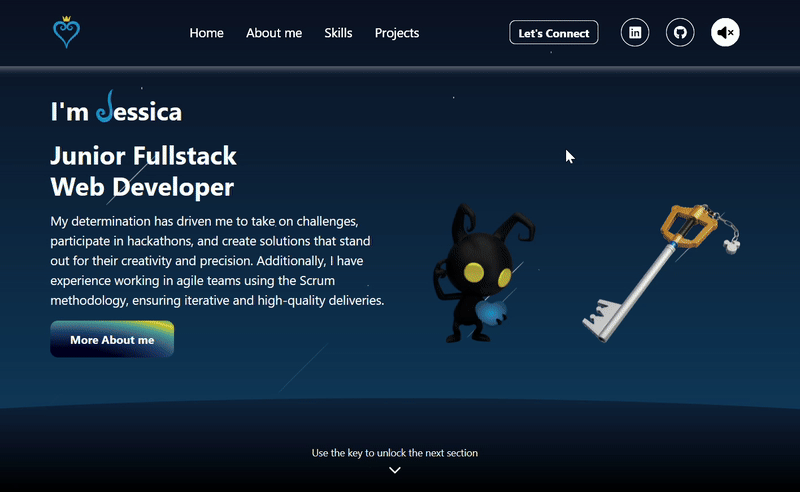 Home
About me
Skills
Projects
Let's Connect
in
I'm Jessica
Junior Fullstack
Web Developer
My determination has driven me to take on challenges,
participate in hackathons, and create solutions that stand
out for their creativity and precision. Additionally, I have
experience working in agile teams using the Scrum
methodology, ensuring iterative and high-quality deliveries.
More About me
Use the key to unlock the next section